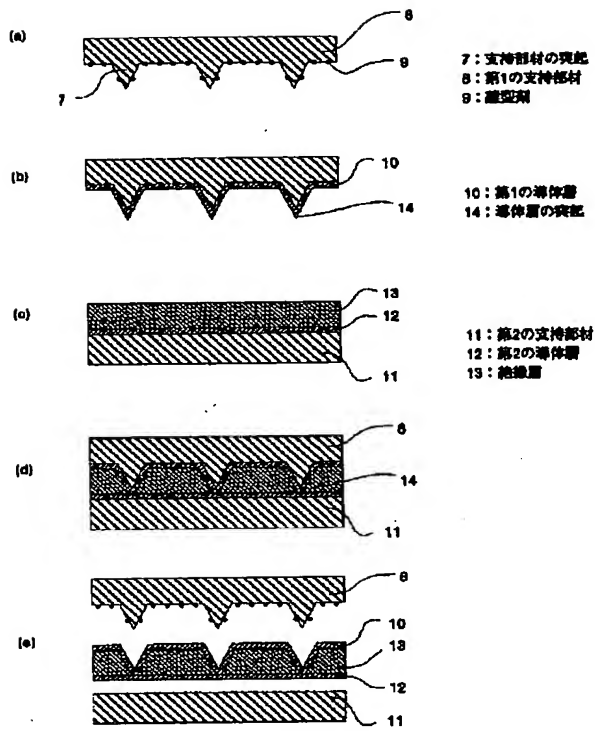 (a)
8
9
7
7：支持部材の突起
8：第1の支持部材
9：離型剤
(b)
10
14
10：第1の導体層
14：導体層の突起
(c)
13
12
11
11：第2の支持部材
12：第2の導体層
13：絶縁層
(d)
8
14
11
(e)
8
10
13
12
11